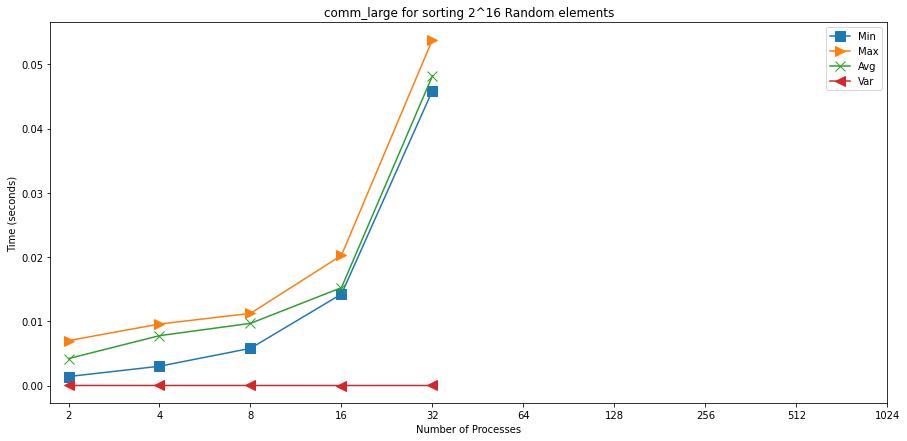 comm_large for sorting 2^16 Random elements
Min
Max
Avg
Var
Time (seconds)
0.05
0.04
0.03
0.02
0.01
0.00
2 4 8 16 32 64 128 256 512 1024
Number of Processes